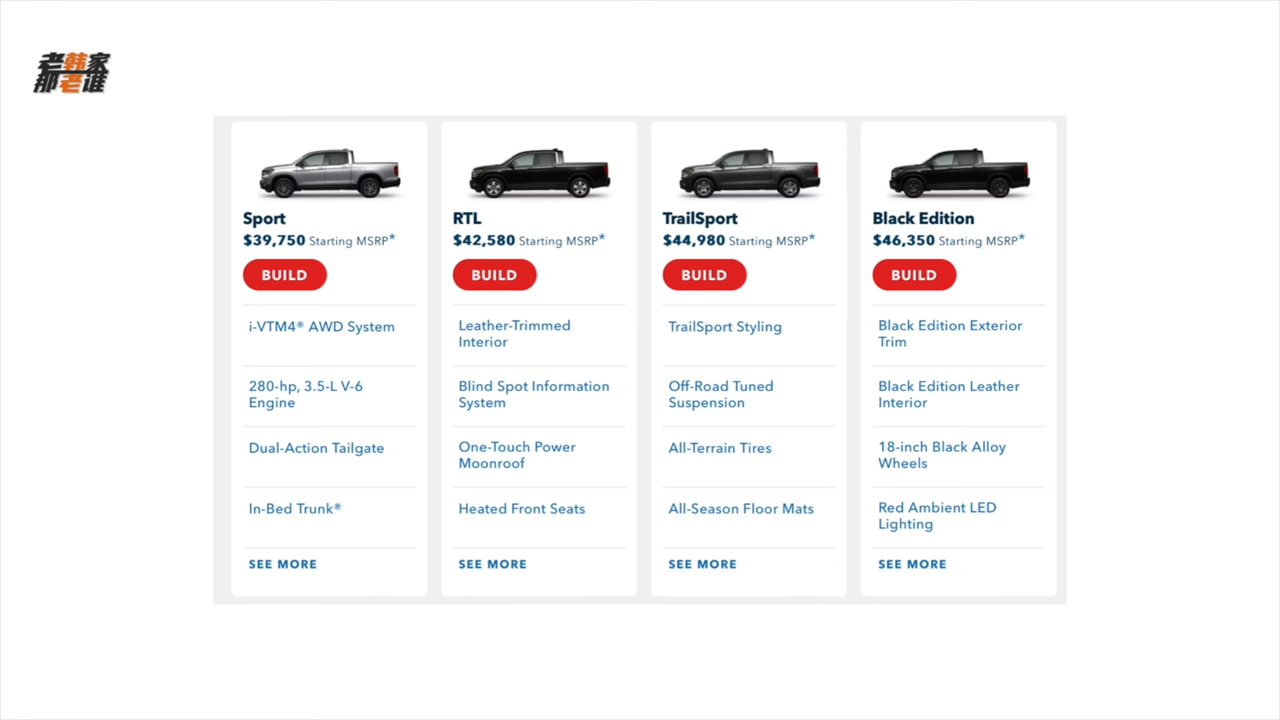 老韩家
那老谁
Sport
$39,750 Starting MSRP*
BUILD
i-VTM4® AWD System
280-hp, 3.5-L V-6
Engine
Dual-Action Tailgate
In-Bed Trunk®
SEE MORE
RTL
$42,580 Starting MSRP*
BUILD
Leather-Trimmed
Interior
Blind Spot Information
System
One-Touch Power
Moonroof
Heated Front Seats
SEE MORE
TrailSport
$44,980 Starting MSRP*
BUILD
TrailSport Styling
Off-Road Tuned
Suspension
All-Terrain Tires
All-Season Floor Mats
SEE MORE
Black Edition
$46,350 Starting MSRP*
BUILD
Black Edition Exterior
Trim
Black Edition Leather
Interior
18-inch Black Alloy
Wheels
Red Ambient LED
Lighting
SEE MORE